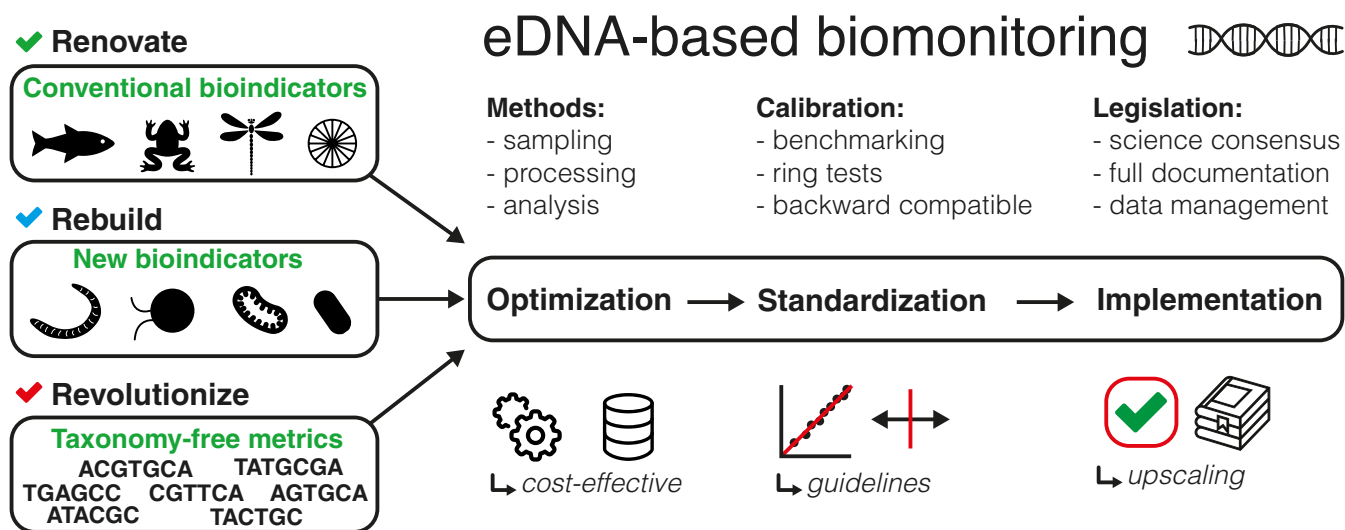 eDNA-based biomonitoring
Renovate
Conventional bioindicators
Rebuild
New bioindicators
Revolutionize
Taxonomy-free metrics
ACGTGCA TATGCGA
TGAGCC CGTTCA AGTGCA
ATACGC TACTGC
Methods:
- sampling
- processing
- analysis
Calibration:
- benchmarking
- ring tests
- backward compatible
Legislation:
- science consensus
- full documentation
- data management
Optimization
Standardization
Implementation
cost-effective
guidelines
upscaling